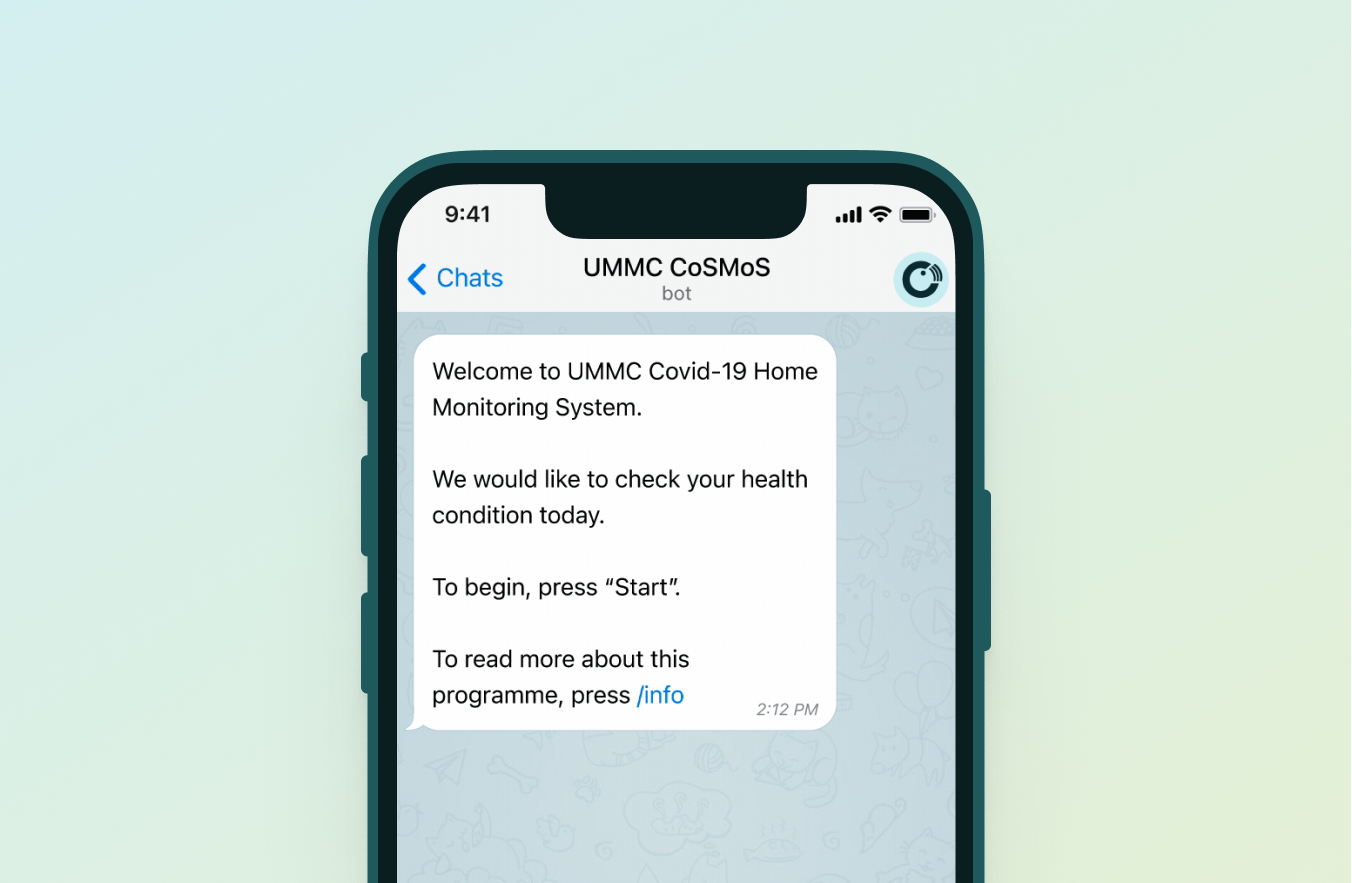 9:41
Chats
UMMC CoSMoS
bot
Welcome to UMMC Covid-19 Home
Monitoring System.
We would like to check your health
condition today.
To begin, press “Start”.
To read more about this
programme, press /info
2:12 PM